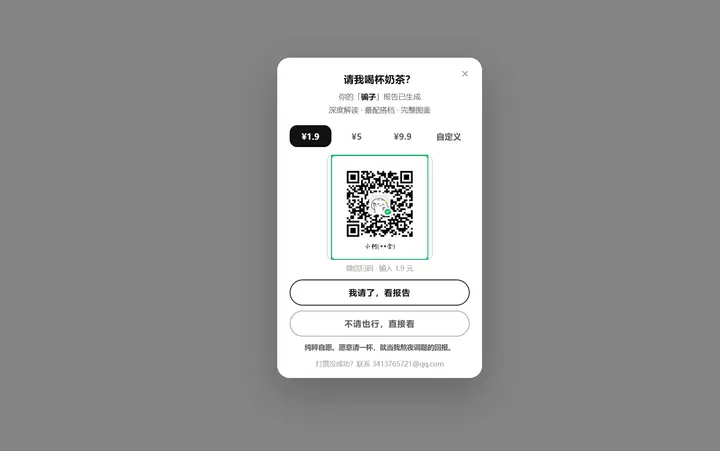 请我喝杯奶茶？
你的「骗子」报告已生成
深度解读 · 最配搭档 · 完整图鉴
¥1.9 ¥5 ¥9.9 自定义
微信扫码 · 输入 1.9 元
我请了，看报告
不请也行，直接看
纯粹自愿。愿意请一杯，就当我熬夜调题的回报。
打赏没成功？联系 3413765721@qq.com